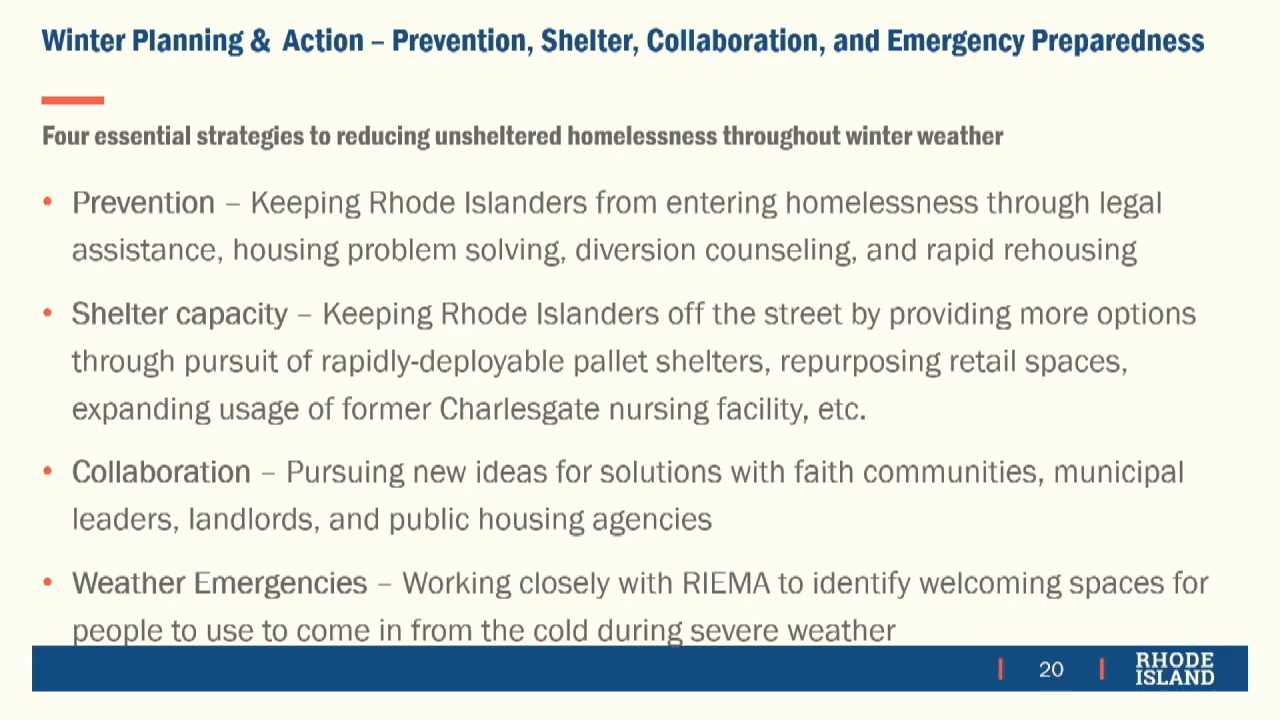 Winter Planning & Action – Prevention, Shelter, Collaboration, and Emergency Preparedness
Four essential strategies to reducing unsheltered homelessness throughout winter weather
• Prevention – Keeping Rhode Islanders from entering homelessness through legal
assistance, housing problem solving, diversion counseling, and rapid rehousing
• Shelter capacity – Keeping Rhode Islanders off the street by providing more options
through pursuit of rapidly-deployable pallet shelters, repurposing retail spaces,
expanding usage of former Charlesgate nursing facility, etc.
• Collaboration – Pursuing new ideas for solutions with faith communities, municipal
leaders, landlords, and public housing agencies
• Weather Emergencies – Working closely with RIEMA to identify welcoming spaces for
people to use to come in from the cold during severe weather
| 20 | RHODE
ISLAND